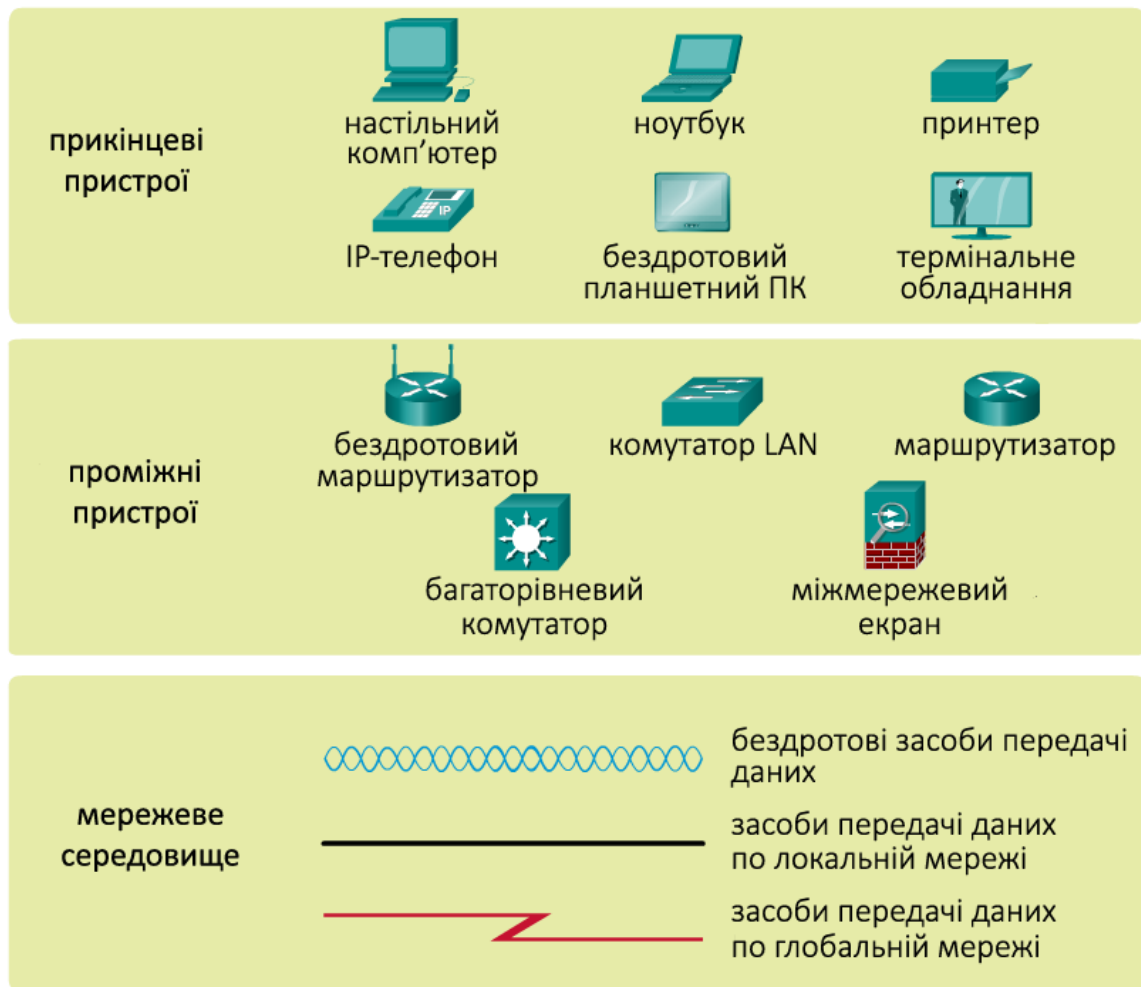 прикінцеві
пристрої
настільний
комп’ютер
ноутбук
принтер
IP
IP-телефон
бездротовий
планшетний ПК
термінальне
обладнання
проміжні
пристрої
бездротовий
маршрутизатор
комутатор LAN
маршрутизатор
багаторівневий
комутатор
міжмережевий
екран
мережеве
середовище
бездротові засоби передачі
даних
засоби передачі даних
по локальній мережі
засоби передачі даних
по глобальній мережі